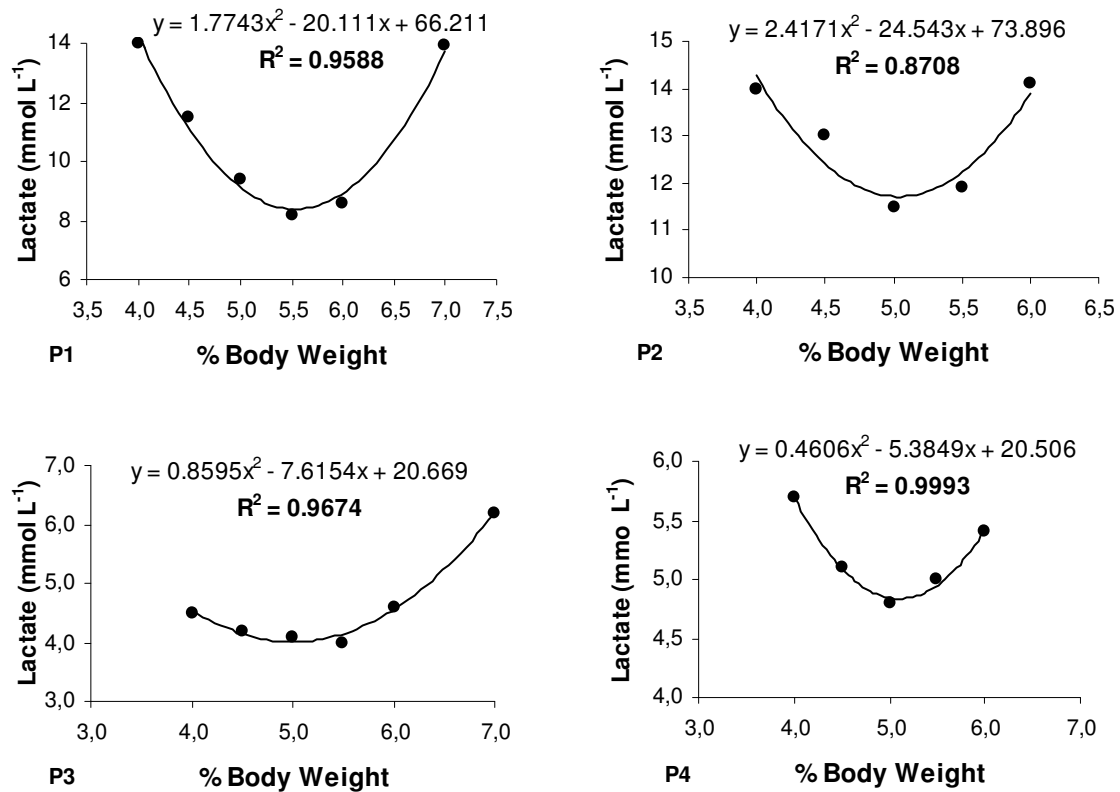 y = 1.7743x² - 20.111x + 66.211
R² = 0.9588
14
12
10
8
6
3,5 4,0 4,5 5,0 5,5 6,0 6,5 7,0 7,5
Lactate (mmol L⁻¹)
P1
% Body Weight
y = 2.4171x² - 24.543x + 73.896
R² = 0.8708
15
14
13
12
11
10
3,5 4,0 4,5 5,0 5,5 6,0 6,5
Lactate (mmol L⁻¹)
P2
% Body Weight
y = 0.8595x² - 7.6154x + 20.669
R² = 0.9674
7,0
6,0
5,0
4,0
3,0
3,0 4,0 5,0 6,0 7,0
Lactate (mmol L⁻¹)
P3
% Body Weight
y = 0.4606x² - 5.3849x + 20.506
R² = 0.9993
6,0
5,5
5,0
4,5
4,0
3,0 4,0 5,0 6,0 7,0
Lactate (mmo L⁻¹)
P4
% Body Weight